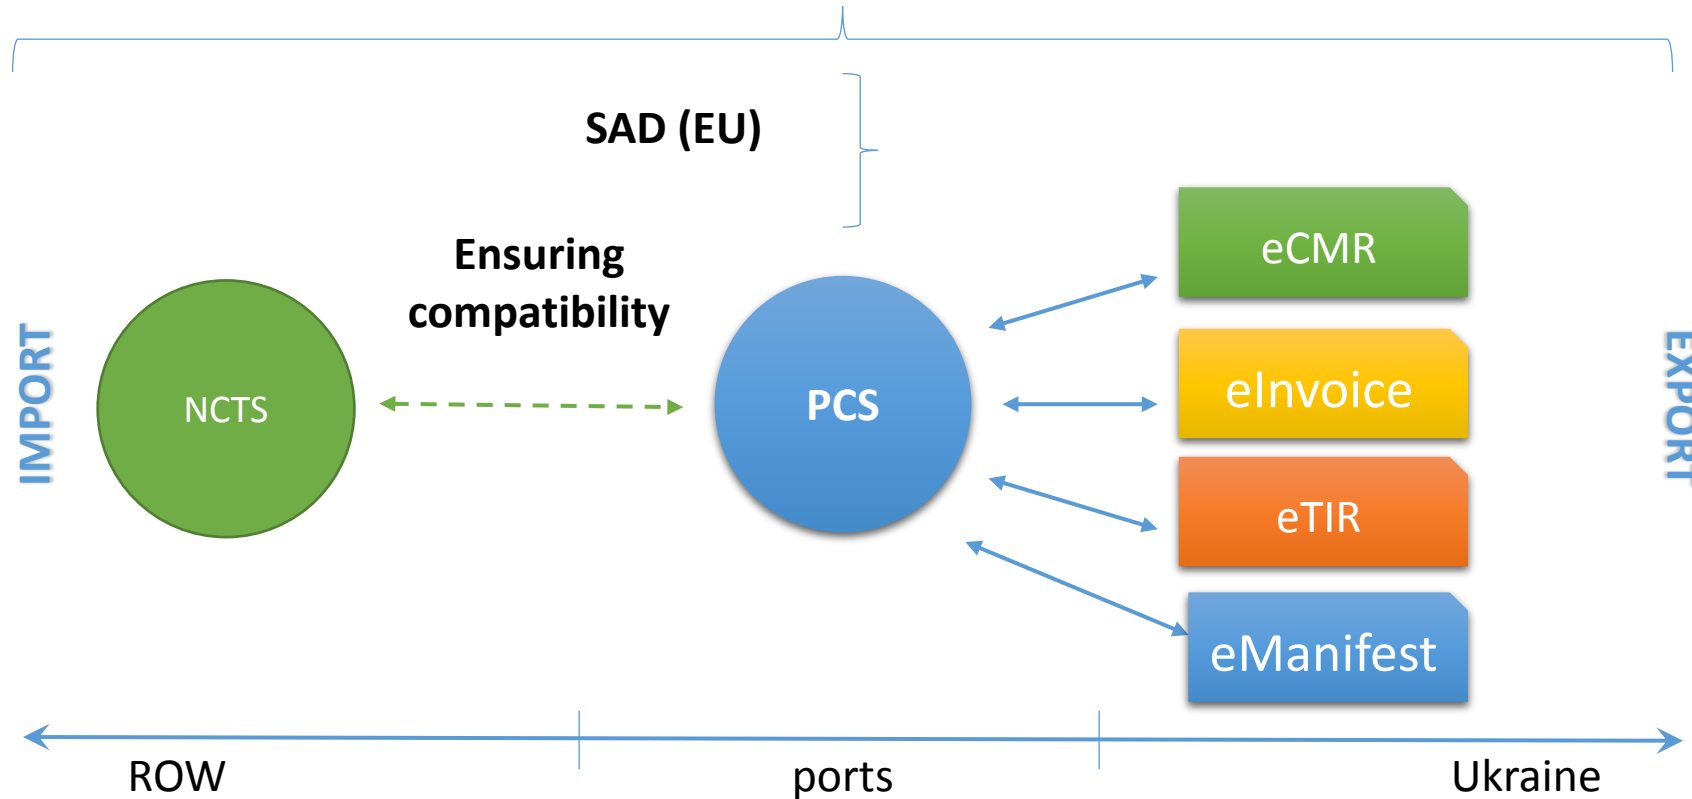 SAD (EU)
Ensuring
compatibility
IMPORT
NCTS
PCS
eCMR
eInvoice
eTIR
eManifest
EXPORT
ROW
ports
Ukraine